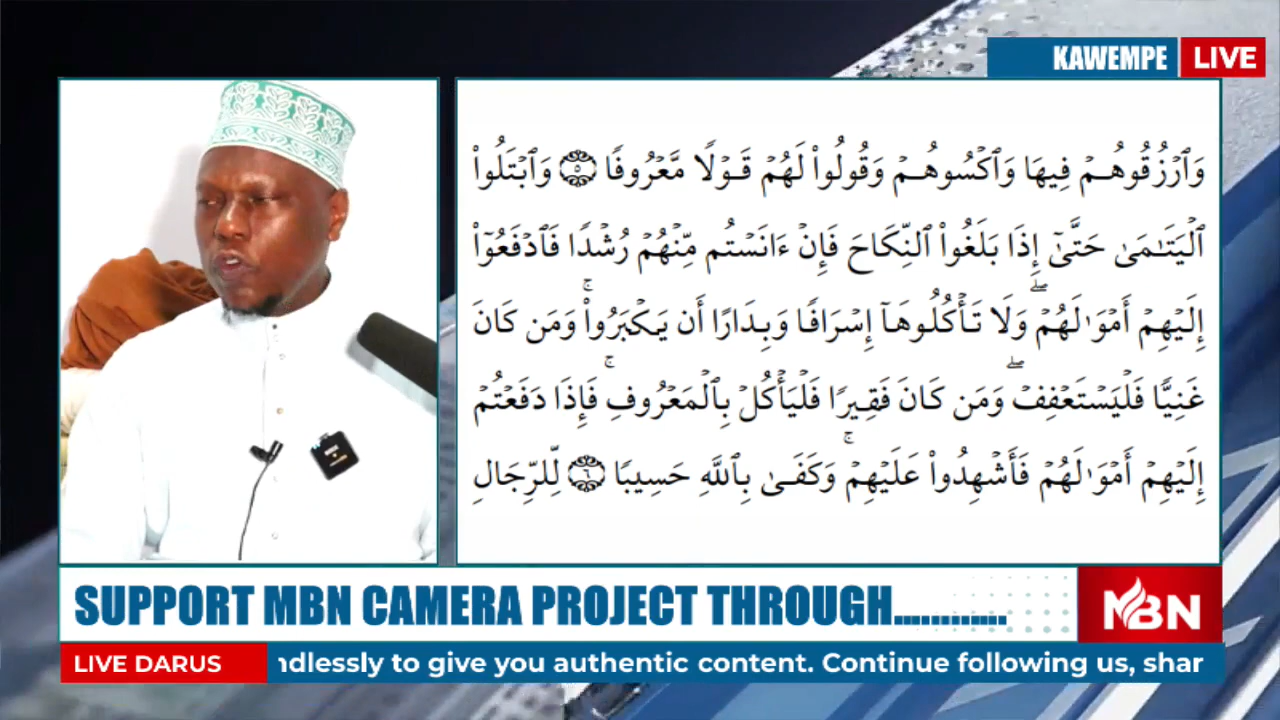 KAWEMPE LIVE
وَٱرْزُقُوهُمْ فِيهَا وَٱكْسُوهُمْ وَقُولُوا۟ لَهُمْ قَوْلًا مَّعْرُوفًا ٥ وَٱبْتَلُوا۟
ٱلْيَتَـٰمَىٰ حَتَّىٰٓ إِذَا بَلَغُوا۟ ٱلنِّكَاحَ فَإِنْ ءَانَسْتُم مِّنْهُمْ رُشْدًا فَٱدْفَعُوٓا۟
إِلَيْهِمْ أَمْوَٰلَهُمْ ۖ وَلَا تَأْكُلُوهَآ إِسْرَافًا وَبِدَارًا أَن يَكْبَرُوا۟ ۚ وَمَن كَانَ
غَنِيًّا فَلْيَسْتَعْفِفْ ۖ وَمَن كَانَ فَقِيرًا فَلْيَأْكُلْ بِٱلْمَعْرُوفِ ۚ فَإِذَا دَفَعْتُمْ
إِلَيْهِمْ أَمْوَٰلَهُمْ فَأَشْهِدُوا۟ عَلَيْهِمْ ۚ وَكَفَىٰ بِٱللَّهِ حَسِيبًا ٦ لِّلرِّجَالِ
SUPPORT MBN CAMERA PROJECT THROUGH............
MBN
LIVE DARUS
ndlessly to give you authentic content. Continue following us, shar